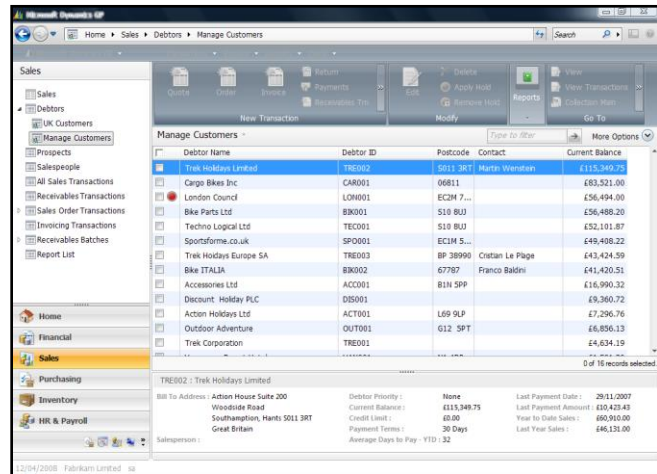 Microsoft Dynamics GP
Home ▸ Sales ▸ Debtors ▸ Manage Customers
Search
Sales
Sales
Debtors
UK Customers
Manage Customers
Prospects
Salespeople
All Sales Transactions
Receivables Transactions
Sales Order Transactions
Invoicing Transactions
Receivables Batches
Report List
Home
Financial
Sales
Purchasing
Inventory
HR & Payroll
Quote Order Invoice
Return
Payments
Receivables Trx
New Transaction
Edit
Delete
Apply Hold
Remove Hold
Modify
Reports
View
View Transactions
Collection Main
Go To
Manage Customers
Type to filter
More Options
Debtor Name Debtor ID Postcode Contact Current Balance
Trek Holidays Limited TRE002 SO11 3RT Martin Wenstein £115,349.75
Cargo Bikes Inc CAR001 06811 £83,521.00
London Council LON001 EC2M 7... £56,494.00
Bike Parts Ltd BIK001 S10 8UJ £56,488.20
Techno Logical Ltd TEC001 S10 8UJ £52,101.87
Sportsforme.co.uk SPO001 EC1M 5... £49,408.22
Trek Hoidays Europe SA TRE003 BP 38990 Cristan Le Plage £43,424.59
Bike ITALIA BIK002 67787 Franco Baldini £41,420.51
Accessories Ltd ACC001 B1N 5PP £16,990.32
Discount Holiday PLC DIS001 £9,360.72
Action Holidays Ltd ACT001 L69 9LP £7,296.76
Outdoor Adventure OUT001 G12 5PT £6,856.13
Trek Corporation TRE001 £4,634.19
0 of 16 records selected.
TRE002 : Trek Holidays Limited
Bill To Address : Action House Suite 200 Debtor Priority : None Last Payment Date : 29/11/2007
Woodside Road Current Balance : £115,349.75 Last Payment Amount : £10,423.43
Southampton, Hants SO11 3RT Credit Limit : £0.00 Year to Date Sales : £60,910.00
Great Britain Payment Terms : 30 Days Last Year Sales : £46,131.00
Salesperson : Average Days to Pay - YTD : 32
12/04/2008 Fabrikam Limited sa